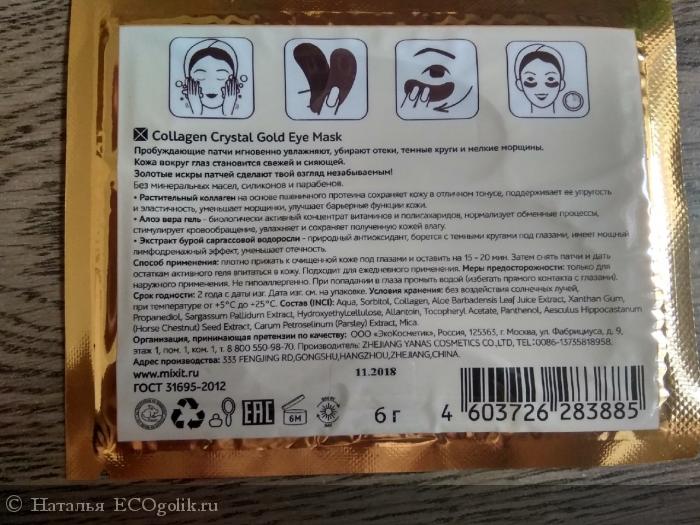 Collagen Crystal Gold Eye Mask
Пробуждающие патчи мгновенно увлажняют, убирают отеки, темные круги и мелкие морщины.
Кожа вокруг глаз становится свежей и сияющей.
Золотые искры патчей сделают твой взгляд незабываемым!
Без минеральных масел, силиконов и парабенов.
• Растительный коллаген на основе пшеничного протеина сохраняет кожу в отличном тонусе, поддерживает ее упругость
и эластичность, уменьшает морщинки, улучшает барьерные функции кожи.
• Алоэ вера гель - биологически активный концентрат витаминов и полисахаридов, нормализует обменные процессы,
стимулирует кровообращение, увлажняет и сохраняет полученную кожей влагу.
• Экстракт бурой саргассовой водоросли - природный антиоксидант, борется с темными кругами под глазами, имеет мощный
лимфодренажный эффект, уменьшает отечность.
Способ применения: плотно прижать к очищенной коже под глазами и оставить на 15 - 20 мин. Затем снять патчи и дать
остаткам активного геля впитаться в кожу. Подходит для ежедневного применения. Меры предосторожности: только для
наружного применения. Не гипоаллергенно. При попадании в глаза промыть водой (избегать прямого контакта с глазами).
Срок годности: 2 года с даты изг. Дата изг. см. на упаковке. Условия хранения: без воздействия солнечных лучей,
при температуре от +5°C до +25°C. Состав (INCI): Aqua, Sorbitol, Collagen, Aloe Barbadensis Leaf Juice Extract, Xanthan Gum,
Propanediol, Sargassum Pallidum Extract, Hydroxyethylcellulose, Allantoin, Tocopheryl Acetate, Panthenol, Aesculus Hippocastanum
(Horse Chestnut) Seed Extract, Carum Petroselinum (Parsley) Extract, Mica.
Организация, принимающая претензии по качеству: ООО «ЭкоКосметик», Россия, 125363, г. Москва, ул. Фабрициуса, д. 9,
этаж 1, пом. 1, ком. 1, т. 8 800 550-98-70. Производитель: ZHEJIANG YANAS COSMETICS CO.,LTD, TEL:0086-13735818958.
Адрес производства: 333 FENGJING RD,GONGSHU,HANGZHOU,ZHEJIANG,CHINA.
www.mixit.ru
11.2018
ГОСТ 31695-2012
EAC
6M
6 г
4 603726 283885
© Наталья ECOgolik.ru